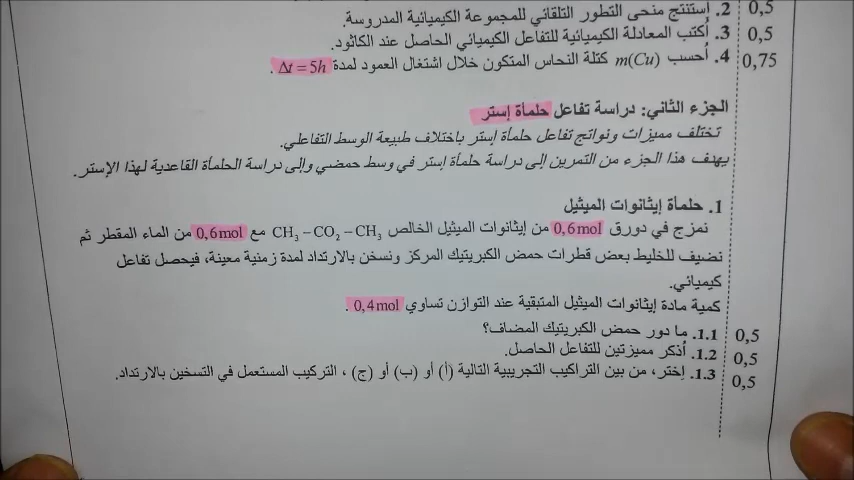 0,5 2. إستنتج منحى التطور التلقائي للمجموعة الكيميائية المدروسة.
0,5 3. أكتب المعادلة الكيميائية للتفاعل الكيميائي الحاصل عند الكاثود.
0,75 4. أحسب m(Cu) كتلة النحاس المتكون خلال اشتغال العمود لمدة Δt = 5h .
الجزء الثاني: دراسة تفاعل حلمأة إستر
تختلف مميزات ونواتج تفاعل حلمأة إستر باختلاف طبيعة الوسط التفاعلي.
يهدف هذا الجزء من التمرين إلى دراسة حلمأة إستر في وسط حمضي وإلى دراسة الحلمأة القاعدية لهذا الإستر.
1. حلمأة إيثانوات الميثيل
نمزج في دورق 0,6mol من إيثانوات الميثيل الخالص CH₃ – CO₂ – CH₃ مع 0,6mol من الماء المقطر ثم
نضيف للخليط بعض قطرات حمض الكبريتيك المركز ونسخن بالارتداد لمدة زمنية معينة، فيحصل تفاعل
كيميائي.
كمية مادة إيثانوات الميثيل المتبقية عند التوازن تساوي 0,4mol .
0,5 1.1. ما دور حمض الكبريتيك المضاف؟
0,5 1.2. أذكر مميزتين للتفاعل الحاصل.
0,5 1.3. إختر، من بين التراكيب التجريبية التالية (أ) أو (ب) أو (ج) ، التركيب المستعمل في التسخين بالارتداد.